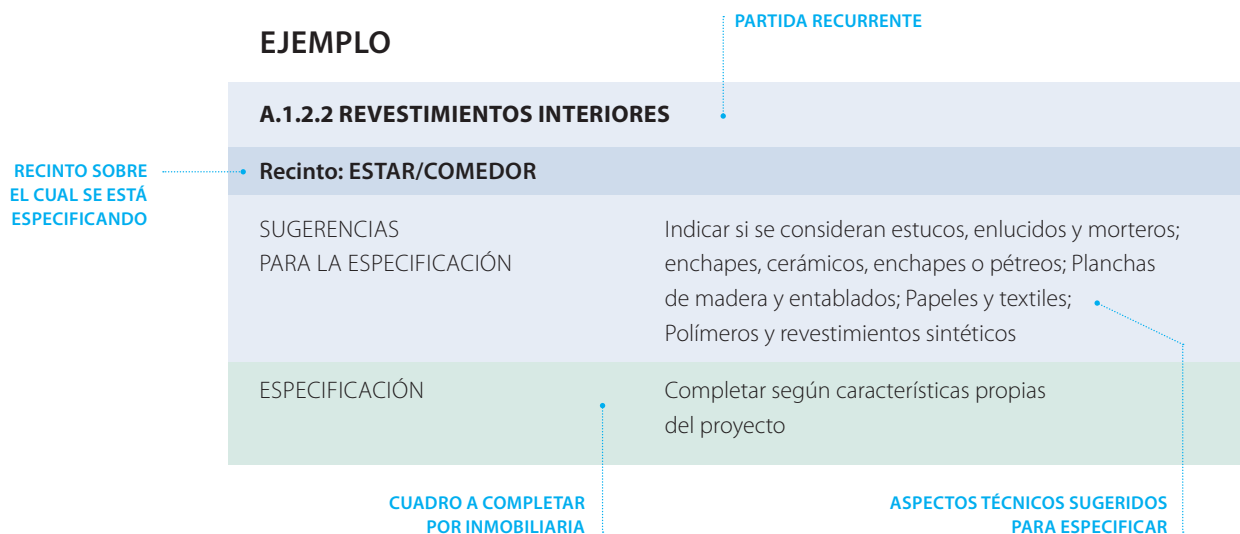 PARTIDA RECURRENTE
EJEMPLO
A.1.2.2 REVESTIMIENTOS INTERIORES
RECINTO SOBRE
EL CUAL SE ESTÁ
ESPECIFICANDO
Recinto: ESTAR/COMEDOR
SUGERENCIAS
PARA LA ESPECIFICACIÓN
Indicar si se consideran estucos, enlucidos y morteros;
enchapes, cerámicos, enchapes o pétreos; Planchas
de madera y entablados; Papeles y textiles;
Polímeros y revestimientos sintéticos
ESPECIFICACIÓN
Completar según características propias
del proyecto
CUADRO A COMPLETAR
POR INMOBILIARIA
ASPECTOS TÉCNICOS SUGERIDOS
PARA ESPECIFICAR